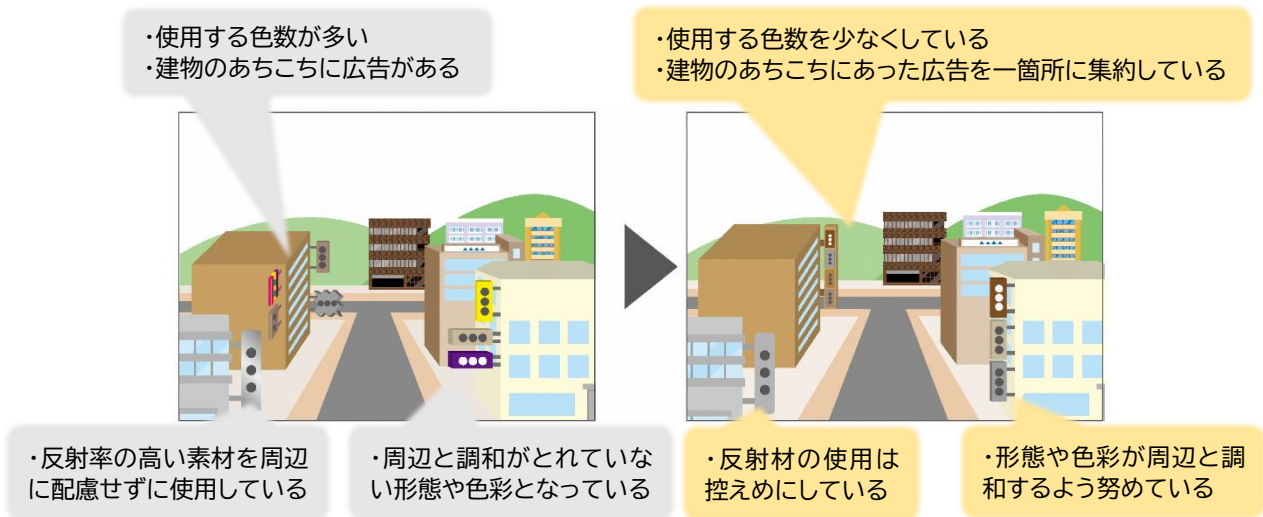 ・使用する色数が多い
・建物のあちこちに広告がある
・使用する色数を少なくしている
・建物のあちこちにあった広告を一箇所に集約している
・反射率の高い素材を周辺
に配慮せずに使用している
・周辺と調和がとれていな
い形態や色彩となっている
・反射材の使用は
控えめにしている
・形態や色彩が周辺と調
和するよう努めている